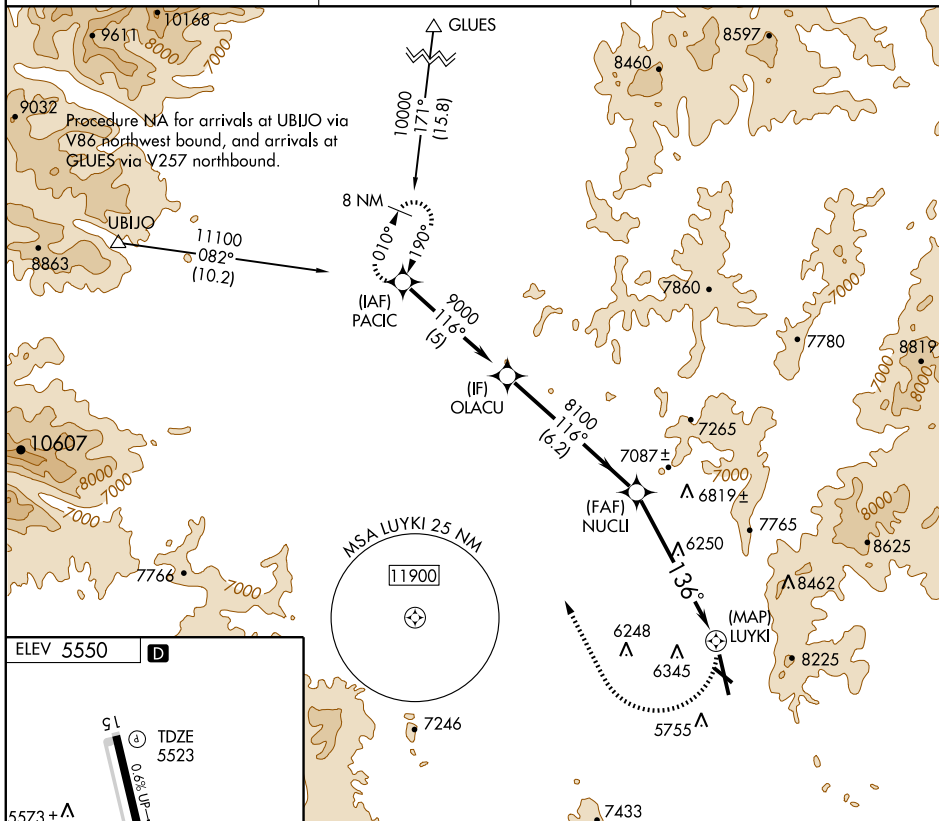 10168
9611
8000
7000
GLUES
8597
8460
9032
Procedure NA for arrivals at UBIJO via
V86 northwest bound, and arrivals at
GLUES via V257 northbound.
10000
171°
(15.8)
8 NM
010°
190°
UBIJO
11100
082°
(10.2)
8863
(IAF)
PACIC
9000
116°
(5)
7860
7000
7780
8819
7000
8000
(IF)
OLACU
8100
116°
(6.2)
10607
8000
7000
7000
7265
7087±
7000
6819±
(FAF)
NUCLI
7765
8000
8625
MSA LUYKI 25 NM
11900
7766
7000
6250
136°
8462
(MAP)
LUYKI
6248
6345
8225
5755
ELEV 5550
D
7246
15
TDZE
5523
P
0.6% UP
5573±
7433